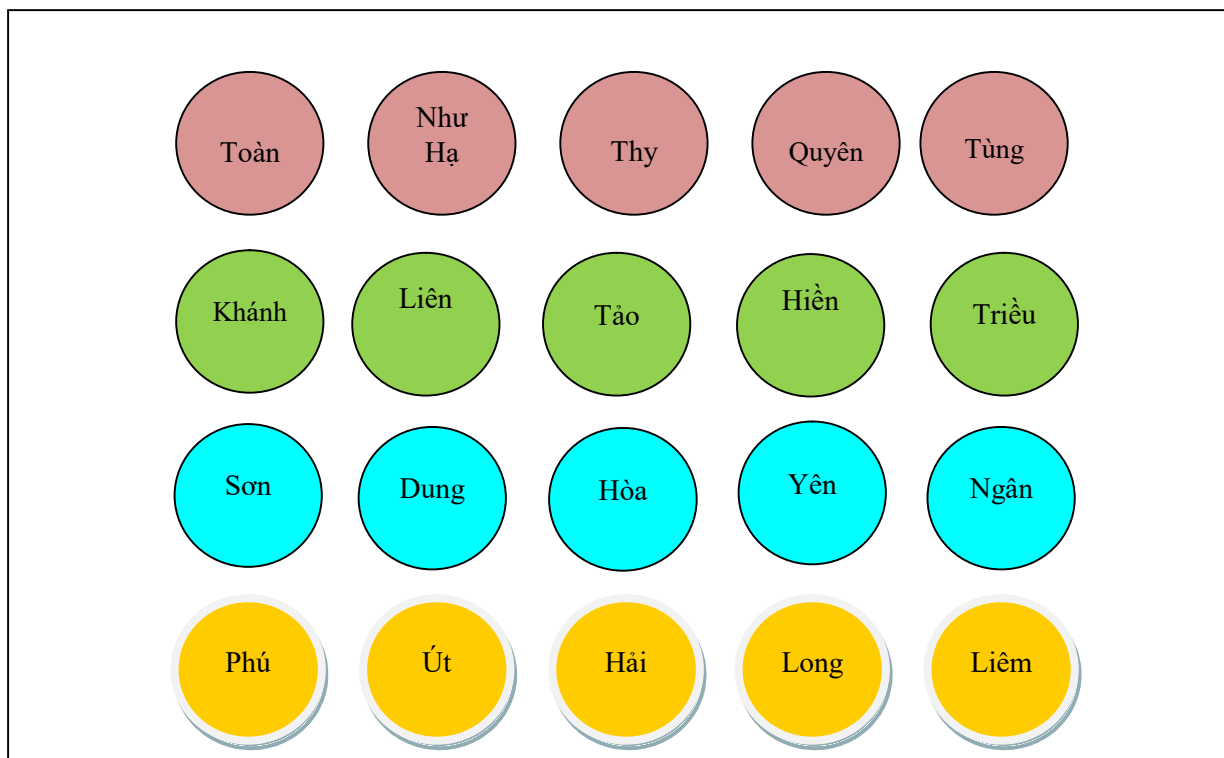 Toàn
Như
Hạ
Thy
Quyên
Tùng
Khánh
Liên
Tảo
Hiền
Triều
Sơn
Dung
Hòa
Yên
Ngân
Phú
Út
Hải
Long
Liêm